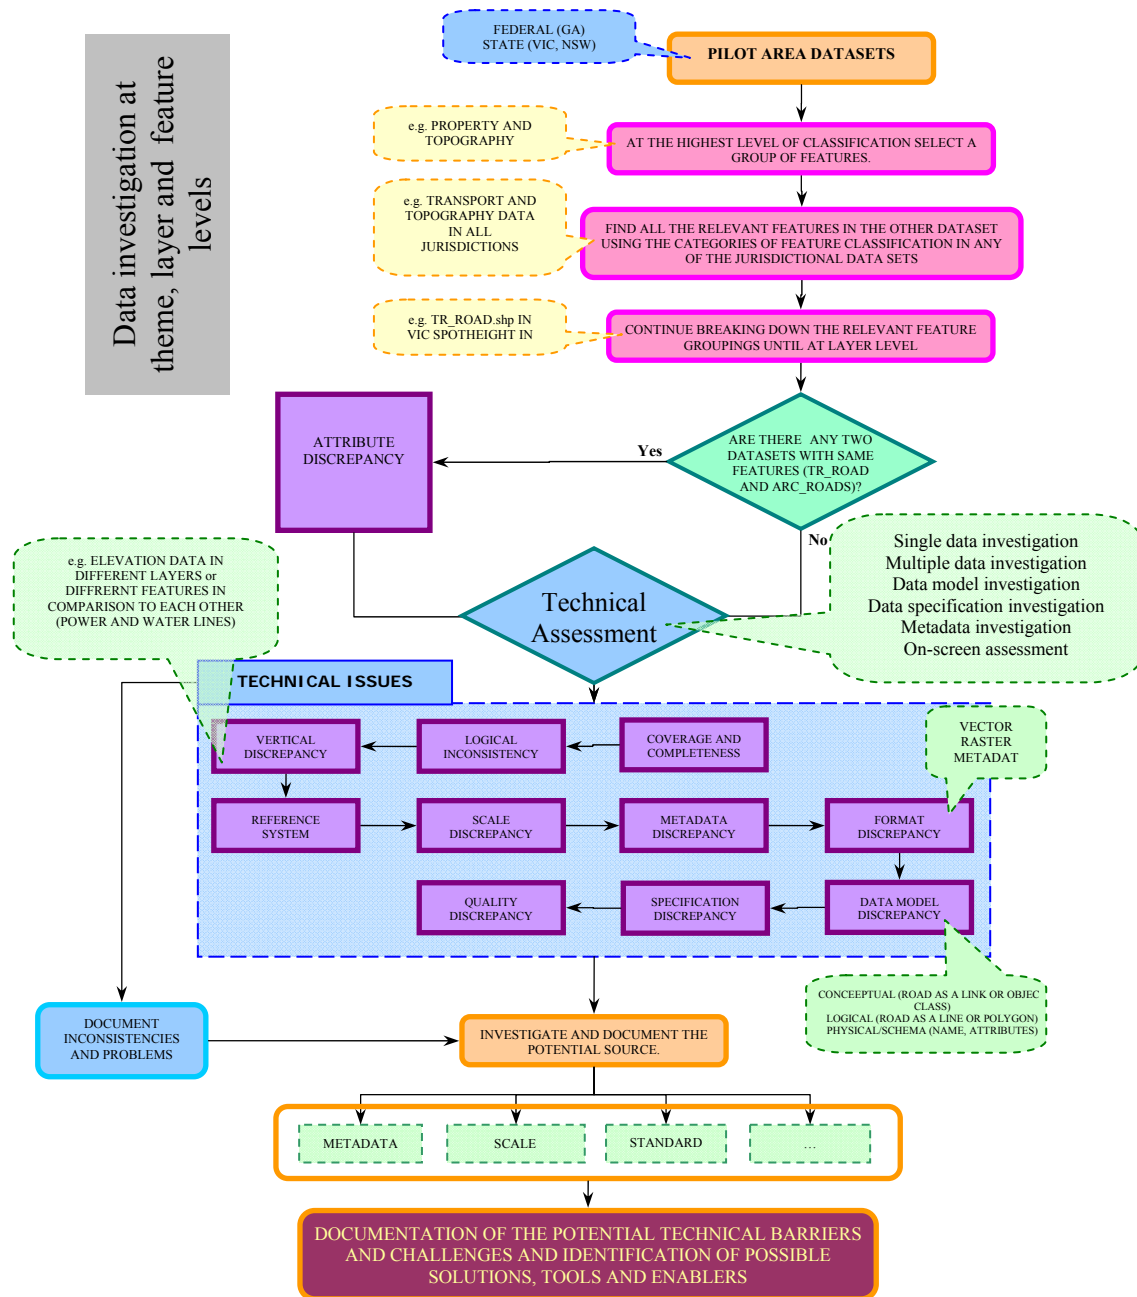 Data investigation at
theme, layer and feature
levels
FEDERAL (GA)
STATE (VIC, NSW)
PILOT AREA DATASETS
e.g. PROPERTY AND
TOPOGRAPHY
AT THE HIGHEST LEVEL OF CLASSIFICATION SELECT A
GROUP OF FEATURES.
e.g. TRANSPORT AND
TOPOGRAPHY DATA
IN ALL
JURISDICTIONS
FIND ALL THE RELEVANT FEATURES IN THE OTHER DATASET
USING THE CATEGORIES OF FEATURE CLASSIFICATION IN ANY
OF THE JURISDICTIONAL DATA SETS
e.g. TR_ROAD.shp IN
VIC SPOTHEIGHT IN
CONTINUE BREAKING DOWN THE RELEVANT FEATURE
GROUPINGS UNTIL AT LAYER LEVEL
ATTRIBUTE
DISCREPANCY
Yes
ARE THERE ANY TWO
DATASETS WITH SAME
FEATURES (TR_ROAD
AND ARC_ROADS)?
No
e.g. ELEVATION DATA IN
DIFFERENT LAYERS or
DIFFERRNT FEATURES IN
COMPARISON TO EACH OTHER
(POWER AND WATER LINES)
Technical
Assessment
Single data investigation
Multiple data investigation
Data model investigation
Data specification investigation
Metadata investigation
On-screen assessment
TECHNICAL ISSUES
VERTICAL
DISCREPANCY
LOGICAL
INCONSISTENCY
COVERAGE AND
COMPLETENESS
VECTOR
RASTER
METADAT
REFERENCE
SYSTEM
SCALE
DISCREPANCY
METADATA
DISCREPANCY
FORMAT
DISCREPANCY
QUALITY
DISCREPANCY
SPECIFICATION
DISCREPANCY
DATA MODEL
DISCREPANCY
CONCEEPTUAL (ROAD AS A LINK OR OBJEC
CLASS)
LOGICAL (ROAD AS A LINE OR POLYGON)
PHYSICAL/SCHEMA (NAME, ATTRIBUTES)
DOCUMENT
INCONSISTENCIES
AND PROBLEMS
INVESTIGATE AND DOCUMENT THE
POTENTIAL SOURCE.
METADATA
SCALE
STANDARD
…
DOCUMENTATION OF THE POTENTIAL TECHNICAL BARRIERS
AND CHALLENGES AND IDENTIFICATION OF POSSIBLE
SOLUTIONS, TOOLS AND ENABLERS